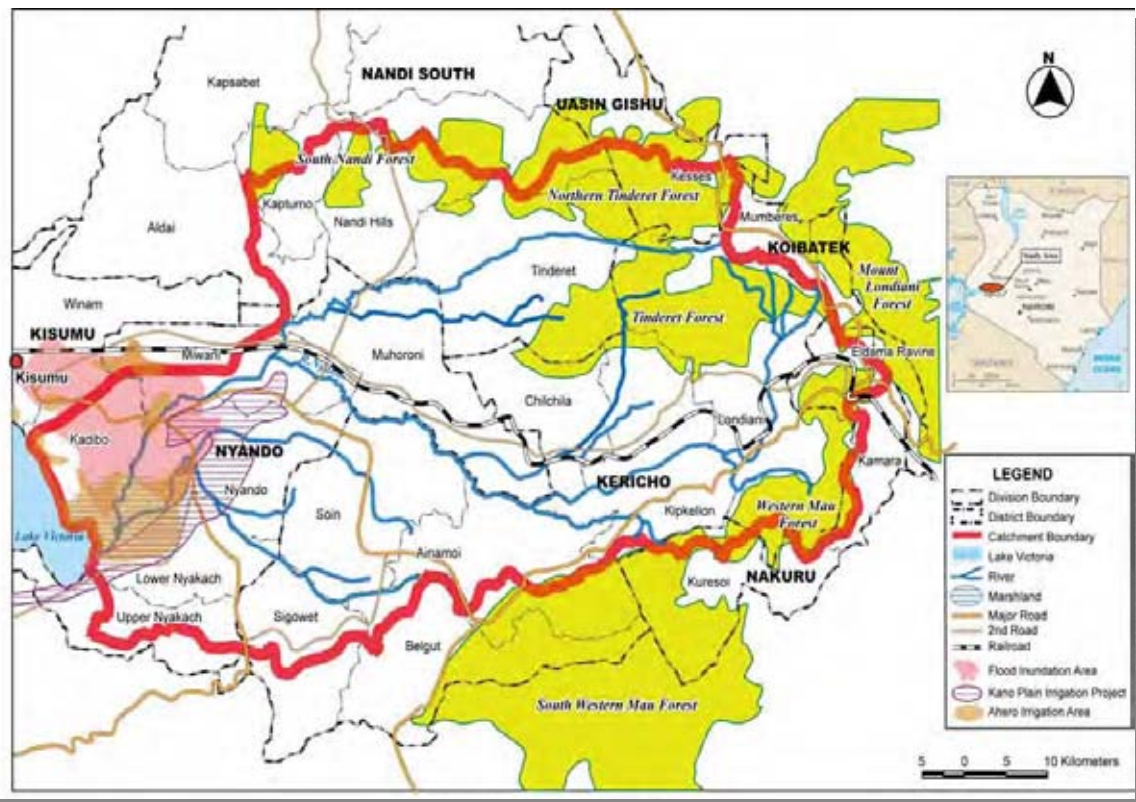 N
NANDI SOUTH
Kapsabet
UASIN GISHU
South Nandi Forest
Kesses
Northern Tinderet Forest
Kapturno
Mumberes
Nandi Hills
Aldai
KOIBATEK
Tinderet
Mount
Londiani
Forest
Winam
Tinderet Forest
KISUMU
Miwani
Muhoroni
Eldama Ravine
Kisumu
Chilchila
Londiani
Kadibo
NYANDO
Kamara
Nyando
KERICHO
Western Mau
Forest
Soin
Kipkelion
Lake Victoria
Ainamoi
Lower Nyakach
Kuresoi
NAKURU
Upper Nyakach
Sigowet
Belgut
South Western Mau Forest
Study Area
NAIROBI
INDIAN
OCEAN
LEGEND
Division Boundary
District Boundary
Catchment Boundary
Lake Victoria
River
Marshland
Major Road
2nd Road
Railroad
Flood Inundation Area
Kano Plain Irrigation Project
Ahero Irrigation Area
5 0 5 10 Kilometers